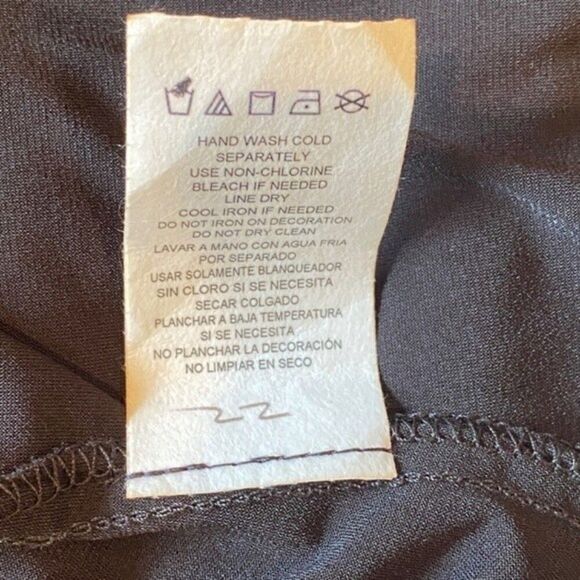 HAND WASH COLD
SEPARATELY
USE NON-CHLORINE
BLEACH IF NEEDED
LINE DRY
COOL IRON IF NEEDED
DO NOT IRON ON DECORATION
DO NOT DRY CLEAN
LAVAR A MANO CON AGUA FRIA
POR SEPARADO
USAR SOLAMENTE BLANQUEADOR
SIN CLORO SI SE NECESITA
SECAR COLGADO
PLANCHAR A BAJA TEMPERATURA
SI SE NECESITA
NO PLANCHAR LA DECORACIÓN
NO LIMPIAR EN SECO